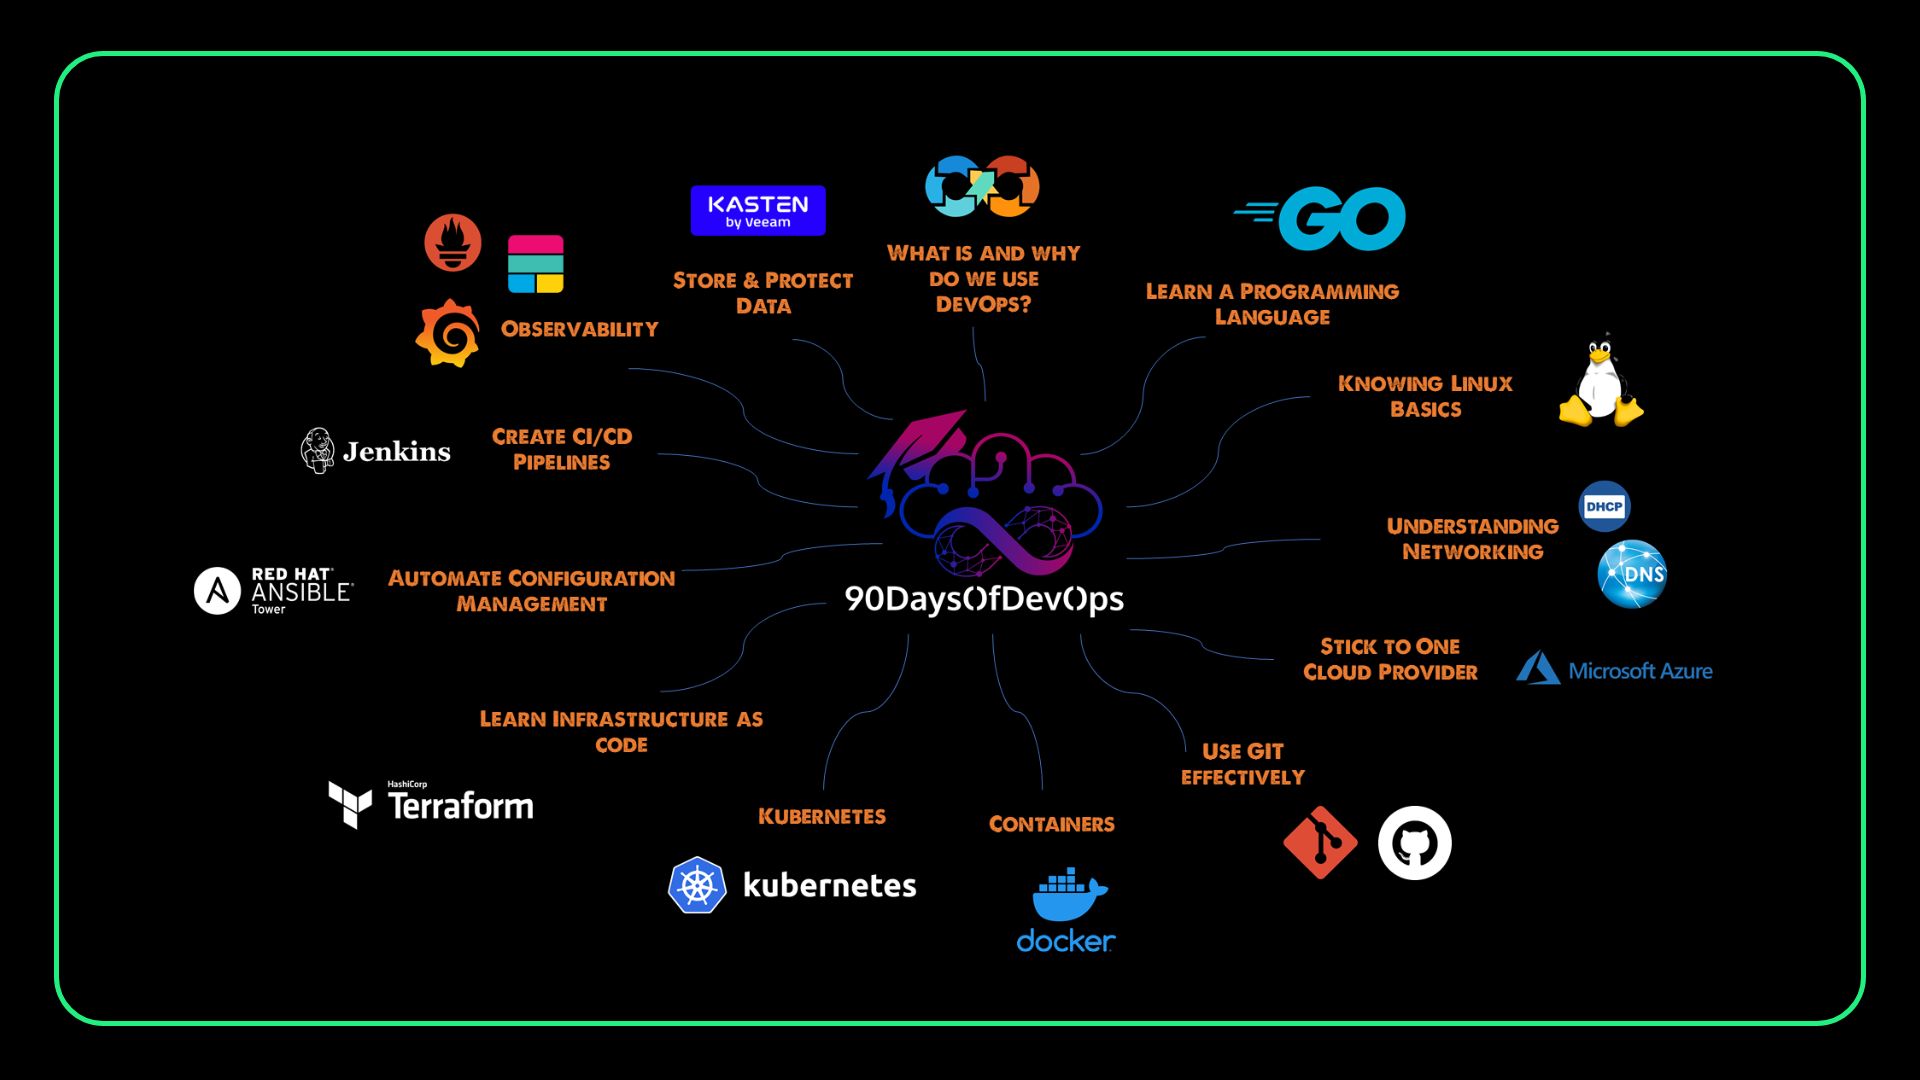 KASTEN
by Veeam
STORE & PROTECT
DATA
WHAT IS AND WHY
DO WE USE
DEVOPS?
GO
LEARN A PROGRAMMING
LANGUAGE
OBSERVABILITY
KNOWING LINUX
BASICS
Jenkins
CREATE CI/CD
PIPELINES
DHCP
UNDERSTANDING
NETWORKING
DNS
RED HAT®
ANSIBLE®
Tower
AUTOMATE CONFIGURATION
MANAGEMENT
90DaysOfDevOps
STICK TO ONE
CLOUD PROVIDER
Microsoft Azure
LEARN INFRASTRUCTURE AS
CODE
HashiCorp
Terraform
USE GIT
EFFECTIVELY
KUBERNETES
kubernetes
CONTAINERS
docker